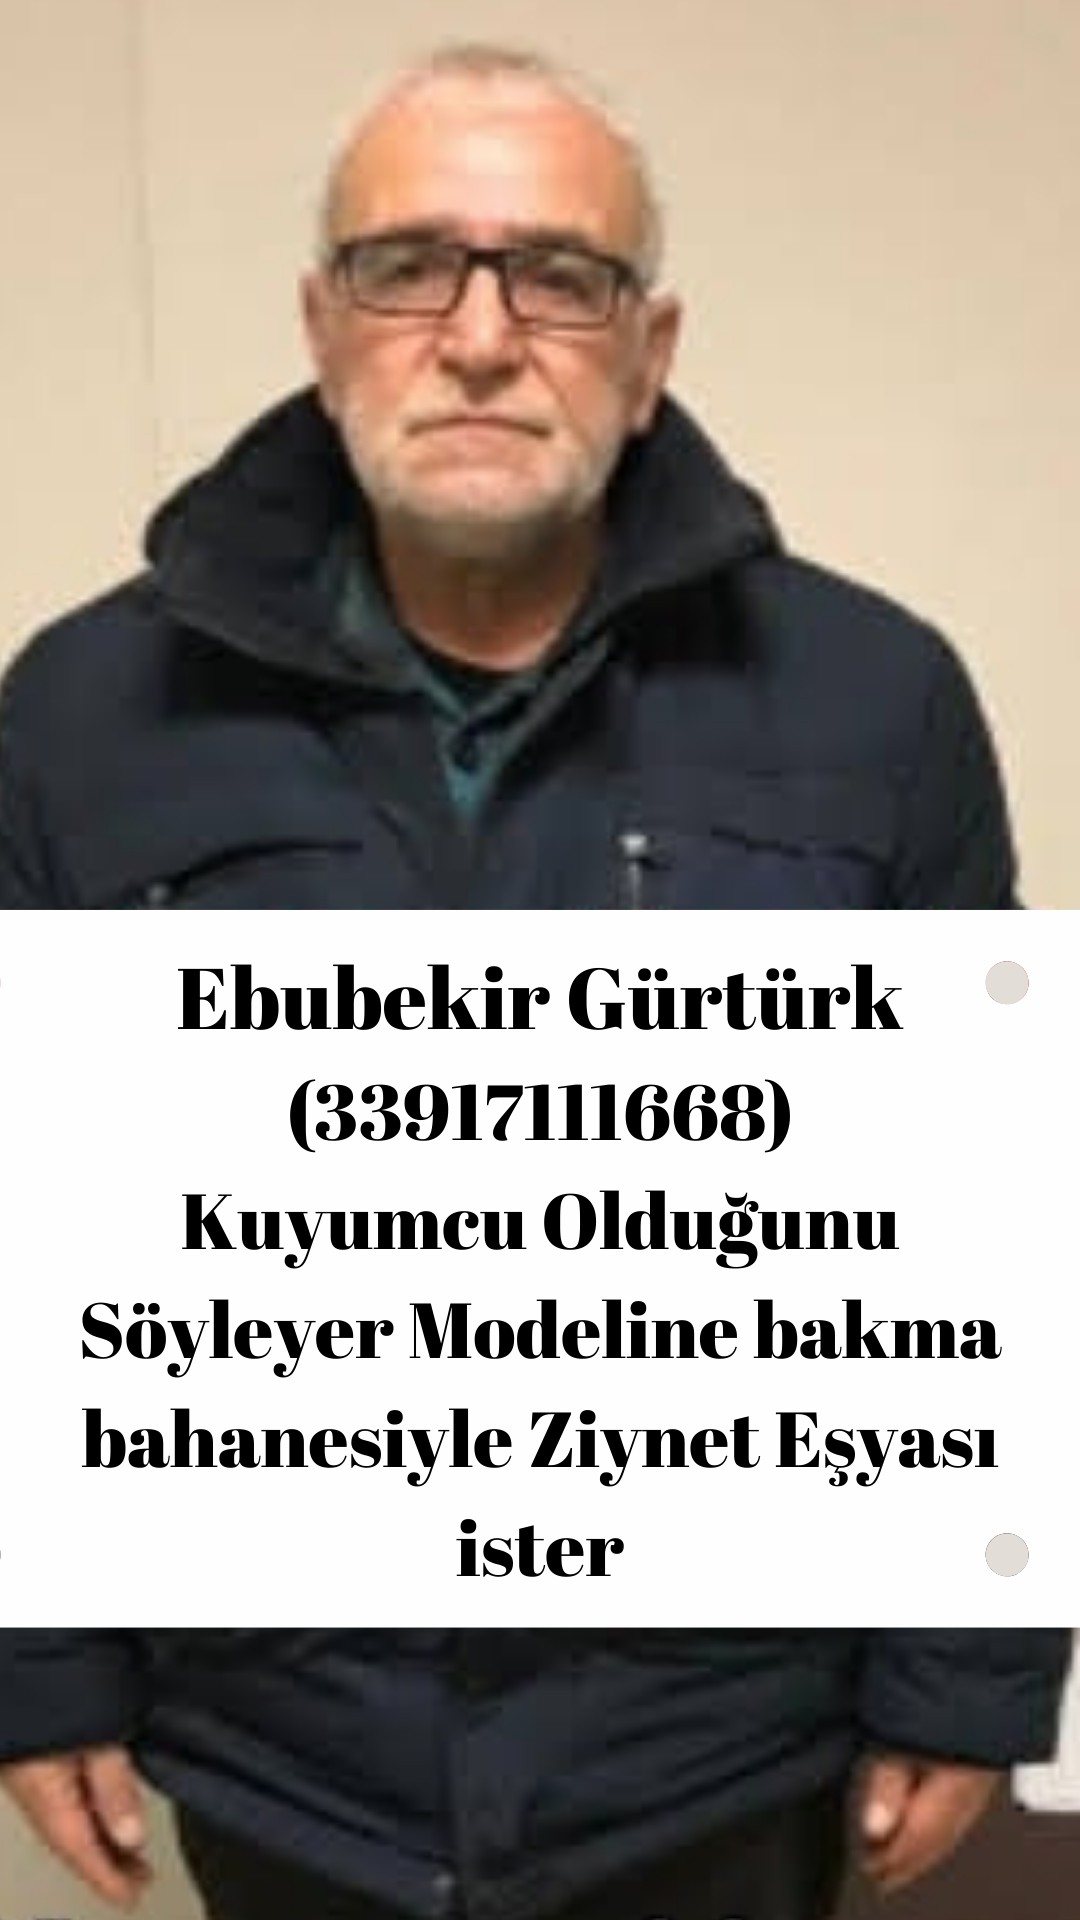 Ebubekir Gürtürk
(33917111668)
Kuyumcu Olduğunu
Söyleyer Modeline bakma
bahanesiyle Ziynet Eşyası
ister